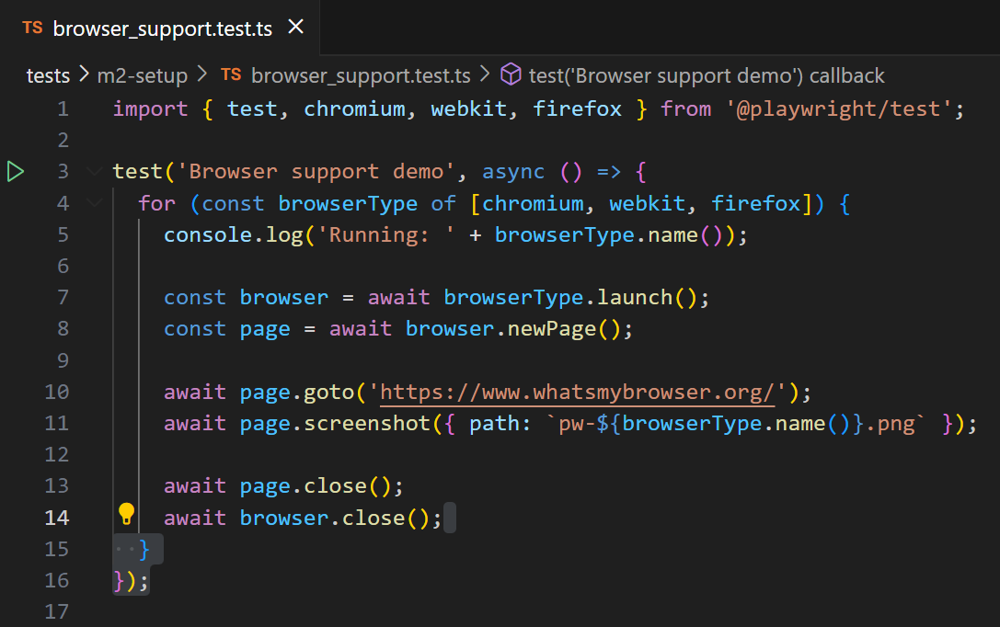 TS browser_support.test.ts ×
tests > m2-setup > TS browser_support.test.ts > test('Browser support demo') callback
1 import { test, chromium, webkit, firefox } from '@playwright/test';
2
3 test('Browser support demo', async () => {
4   for (const browserType of [chromium, webkit, firefox]) {
5     console.log('Running: ' + browserType.name());
6
7     const browser = await browserType.launch();
8     const page = await browser.newPage();
9
10     await page.goto('https://www.whatsmybrowser.org/');
11     await page.screenshot({ path: `pw-${browserType.name()}.png` });
12
13     await page.close();
14     await browser.close();
15   }
16 });
17